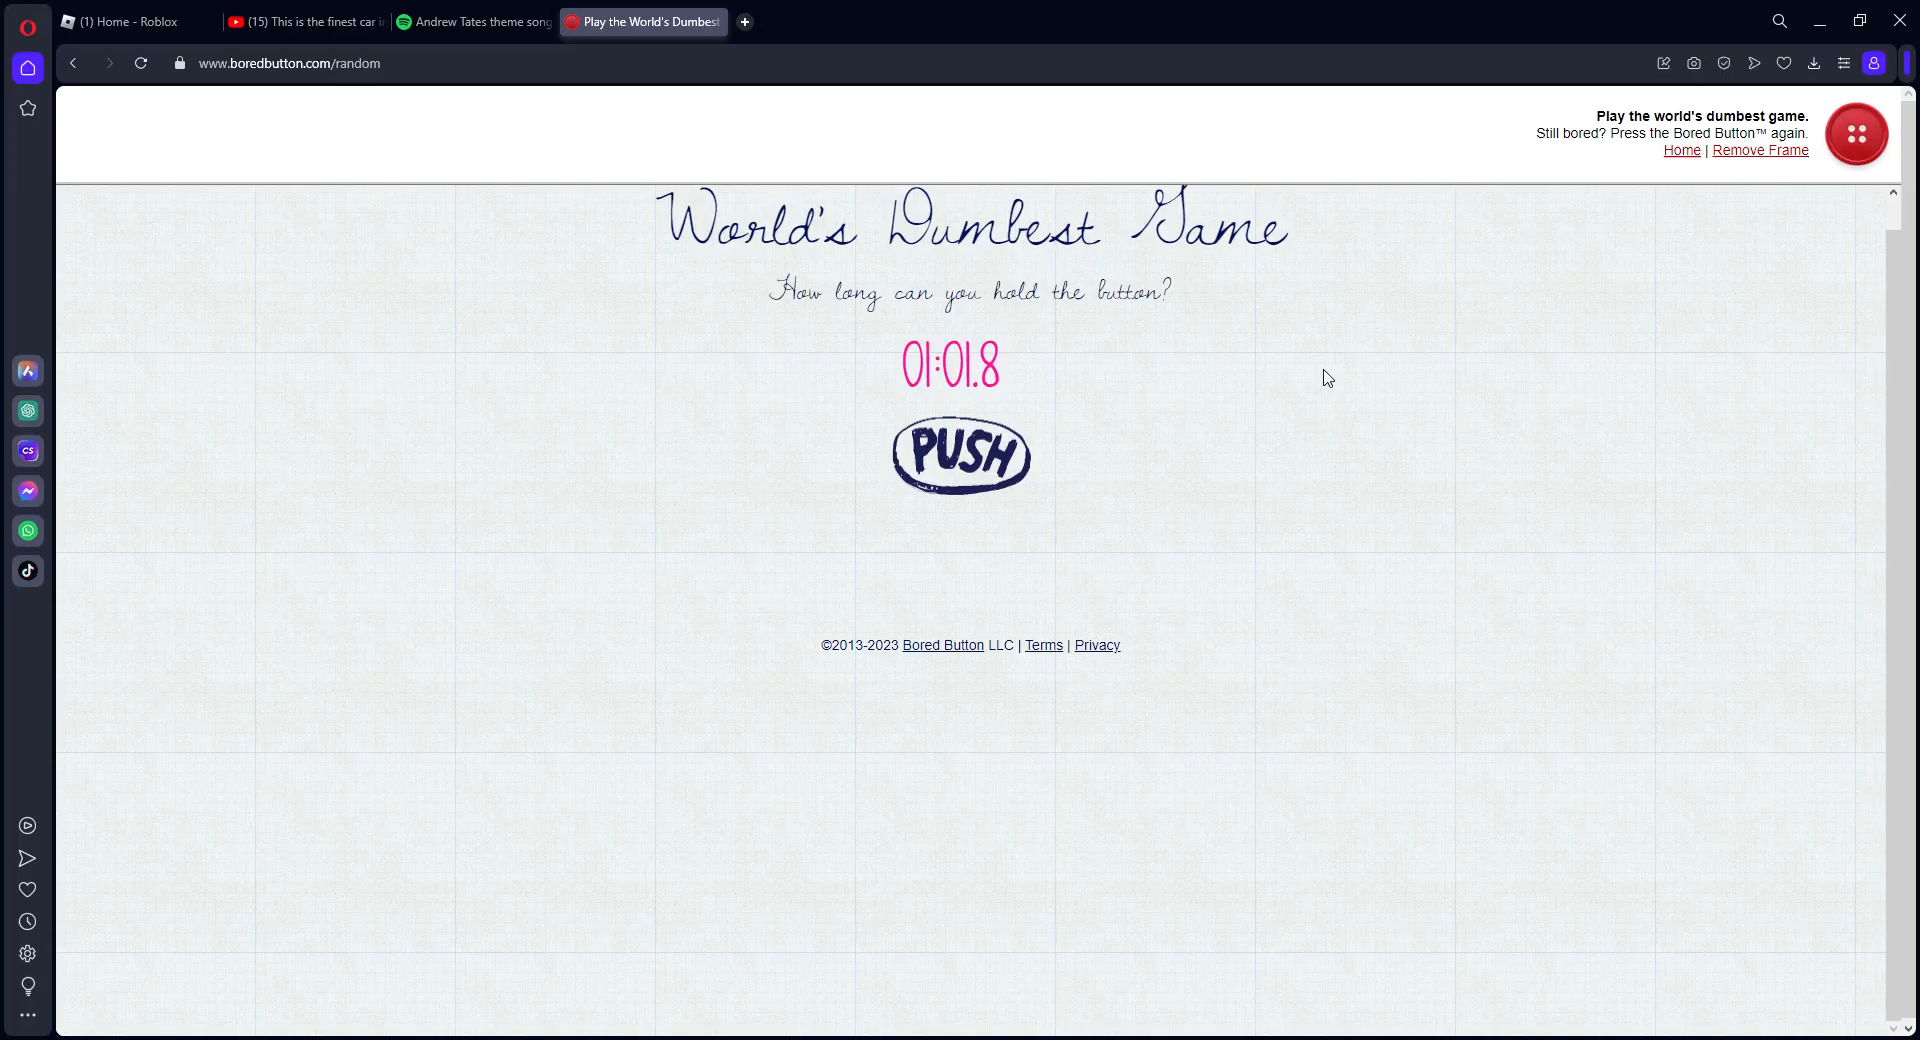 (1) Home - Roblox
(15) This is the finest car i
Andrew Tates theme song
Play the World's Dumbest
www.boredbutton.com/random
Play the world's dumbest game.
Still bored? Press the Bored Button™ again.
Home | Remove Frame
World's Dumbest Game
How long can you hold the button?
01:01.8
PUSH
CS
©2013-2023 Bored Button LLC | Terms | Privacy